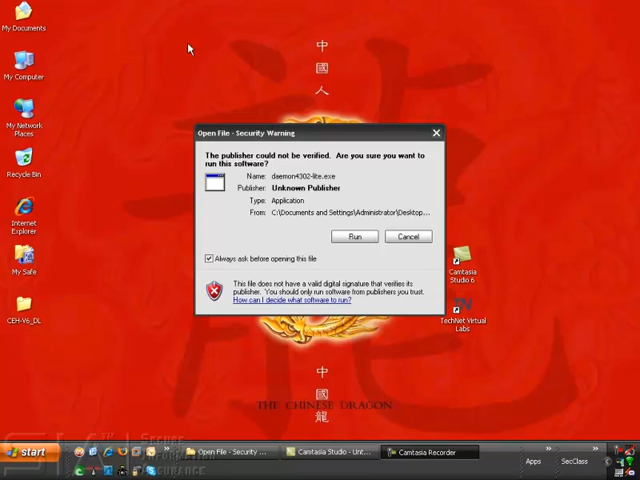 My Documents
My Computer
My Network
Places
Recycle Bin
Internet
Explorer
My Safe
CEH-V6_DL
中
國
人
Open File - Security Warning
The publisher could not be verified. Are you sure you want to
run this software?
Name: daemon4302-lite.exe
Publisher: Unknown Publisher
Type: Application
From: C:\Documents and Settings\Administrator\Desktop...
Run
Cancel
Always ask before opening this file
This file does not have a valid digital signature that verifies its
publisher. You should only run software from publishers you trust.
How can I decide what software to run?
Camtasia
Studio 6
TechNet Virtual
Labs
中
國
龍
THE CHINESE DRAGON
start
Open File - Security ...
Camtasia Studio - Unt...
Camtasia Recorder
Apps
SecClass
SIA
Secure
Information
Assurance